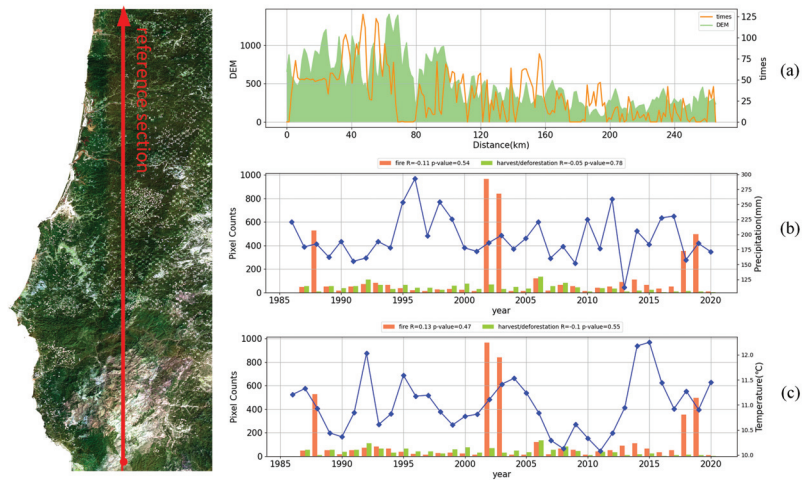 reference section
times
DEM
1000
500
0
DEM
125
100
75
50
25
0
times
0 40 80 120 160 200 240
Distance(km)
(a)
fire R=-0.11 p-value=0.54 harvest/deforestation R=-0.05 p-value=0.78
1000
800
600
400
200
0
Pixel Counts
300
275
250
225
200
175
150
125
Precipitation(mm)
1985 1990 1995 2000 2005 2010 2015 2020
year
(b)
fire R=0.13 p-value=0.47 harvest/deforestation R=-0.1 p-value=0.55
1000
800
600
400
200
0
Pixel Counts
12.0
11.5
11.0
10.5
10.0
Temperature(℃)
1985 1990 1995 2000 2005 2010 2015 2020
year
(c)